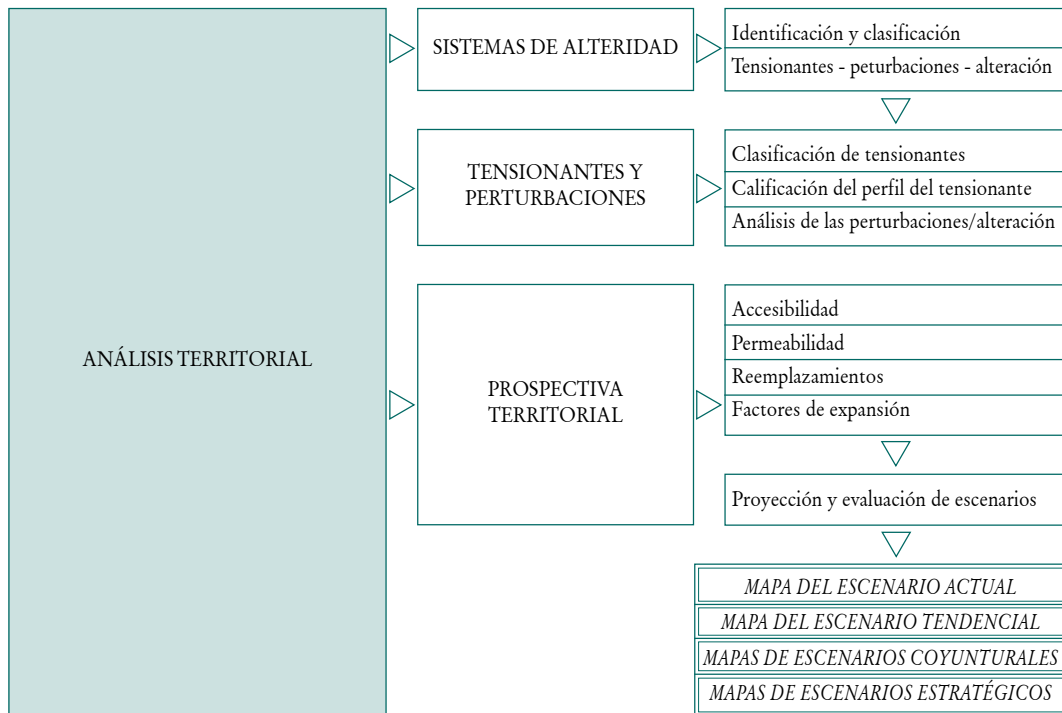 ANÁLISIS TERRITORIAL
SISTEMAS DE ALTERIDAD
Identificación y clasificación
Tensionantes - peturbaciones - alteración
TENSIONANTES Y
PERTURBACIONES
Clasificación de tensionantes
Calificación del perfil del tensionante
Análisis de las perturbaciones/alteración
PROSPECTIVA
TERRITORIAL
Accesibilidad
Permeabilidad
Reemplazamientos
Factores de expansión
Proyección y evaluación de escenarios
MAPA DEL ESCENARIO ACTUAL
MAPA DEL ESCENARIO TENDENCIAL
MAPAS DE ESCENARIOS COYUNTURALES
MAPAS DE ESCENARIOS ESTRATÉGICOS